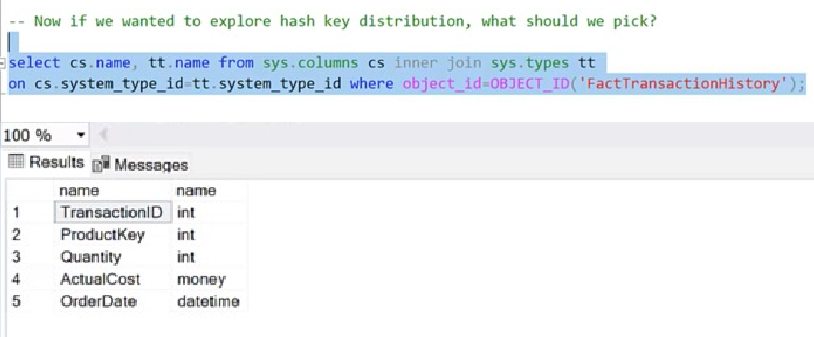 -- Now if we wanted to explore hash key distribution, what should we pick?
select cs.name, tt.name from sys.columns cs inner join sys.types tt
on cs.system_type_id=tt.system_type_id where object_id=OBJECT_ID('FactTransactionHistory');
100 %
Results Messages
name name
1 TransactionID int
2 ProductKey int
3 Quantity int
4 ActualCost money
5 OrderDate datetime